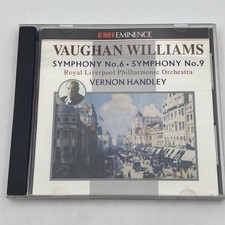 EMI EMINENCE
VAUGHAN WILLIAMS
SYMPHONY No.6 • SYMPHONY No.9
Royal Liverpool Philharmonic Orchestra
VERNON HANDLEY